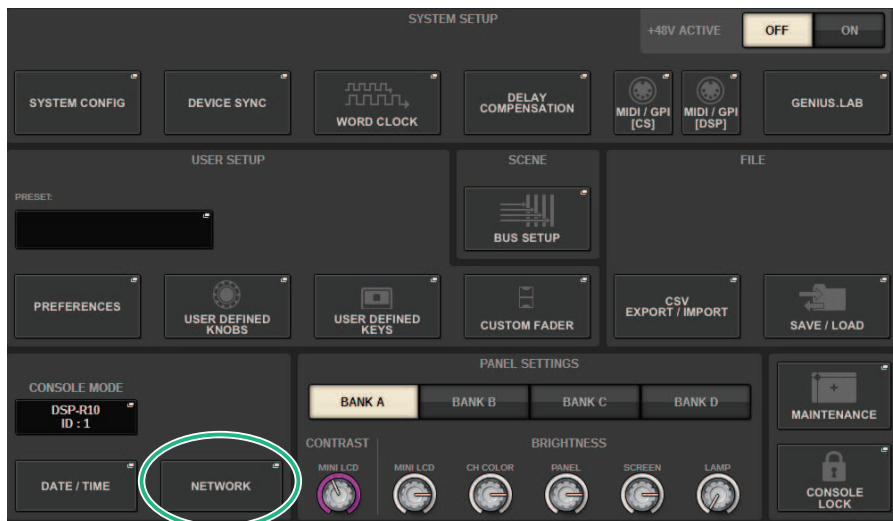 SYSTEM SETUP
+48V ACTIVE
OFF
ON
SYSTEM CONFIG
DEVICE SYNC
WORD CLOCK
DELAY
COMPENSATION
MIDI / GPI
[CS]
MIDI / GPI
[DSP]
GENIUS.LAB
USER SETUP
SCENE
FILE
PRESET:
BUS SETUP
PREFERENCES
USER DEFINED
KNOBS
USER DEFINED
KEYS
CUSTOM FADER
CSV
EXPORT / IMPORT
SAVE / LOAD
CONSOLE MODE
DSP-R10
ID : 1
PANEL SETTINGS
BANK A
BANK B
BANK C
BANK D
MAINTENANCE
CONTRAST
BRIGHTNESS
MINI LCD
MINI LCD
CH COLOR
PANEL
SCREEN
LAMP
DATE / TIME
NETWORK
CONSOLE
LOCK